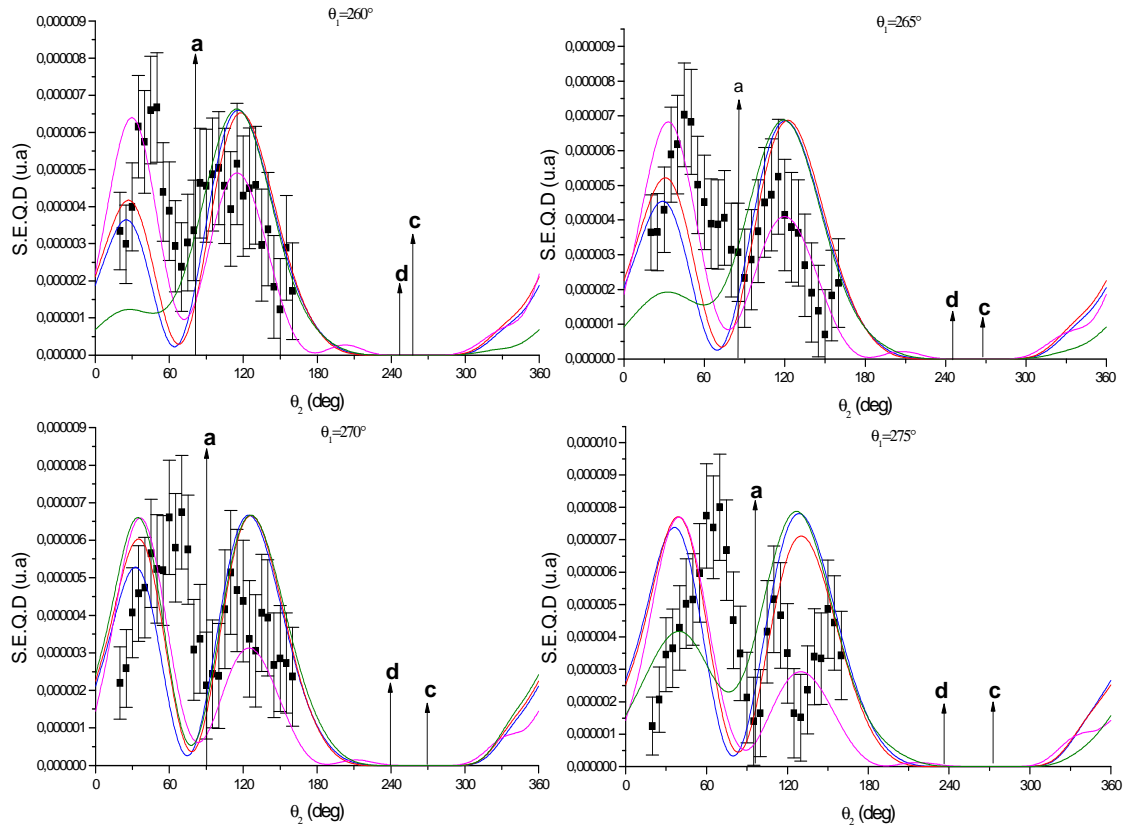 θ₁=260°
0,000009
0,000008
0,000007
0,000006
0,000005
0,000004
0,000003
0,000002
0,000001
0,000000
S.E.Q.D (u.a)
a
c
d
0 60 120 180 240 300 360
θ₂ (deg)
θ₁=265°
0,000009
0,000008
0,000007
0,000006
0,000005
0,000004
0,000003
0,000002
0,000001
0,000000
S.E.Q.D (u.a)
a
d c
0 60 120 180 240 300 360
θ₂ (deg)
θ₁=270°
0,000009
0,000008
0,000007
0,000006
0,000005
0,000004
0,000003
0,000002
0,000001
0,000000
S.E.Q.D (u.a)
a
d c
0 60 120 180 240 300 360
θ₂ (deg)
θ₁=275°
0,000010
0,000009
0,000008
0,000007
0,000006
0,000005
0,000004
0,000003
0,000002
0,000001
0,000000
S.E.Q.D (u.a)
a
d c
0 60 120 180 240 300 360
θ₂ (deg)